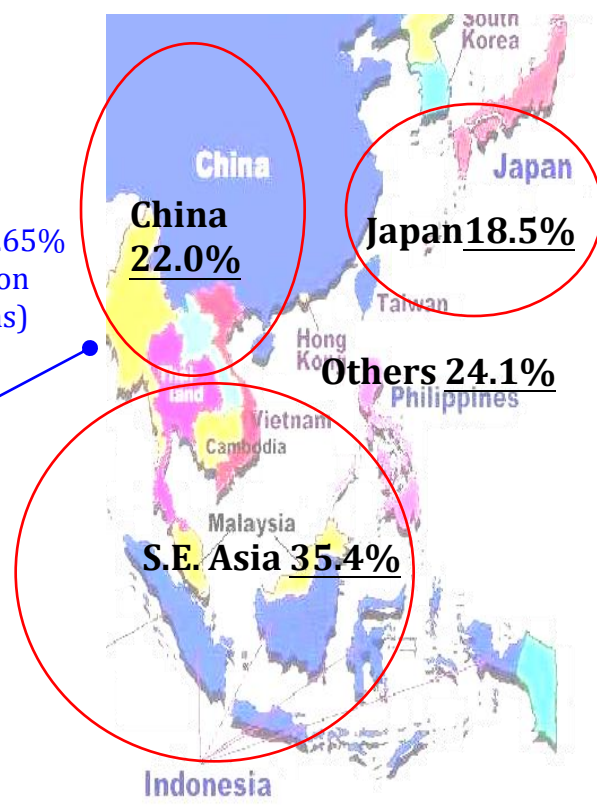 South
Korea
China
Japan
China
22.0%
Japan18.5%
65%
on
s)
Taiwan
Hong
Kong
Others 24.1%
Philippines
land
Vietnam
Cambodia
Malaysia
S.E. Asia 35.4%
Indonesia